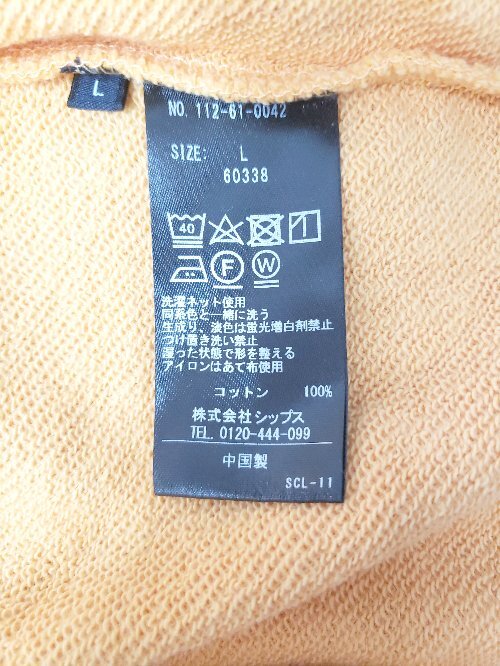 L
NO. 112-61-0042
SIZE: L
60338
40
F W
洗濯ネット使用
同系色と一緒に洗う
生成り、淡色は蛍光増白剤禁止
つけ置き洗い禁止
湿った状態で形を整える
アイロンはあて布使用
コットン 100%
株式会社シップス
TEL. 0120-444-099
中国製
SCL-11